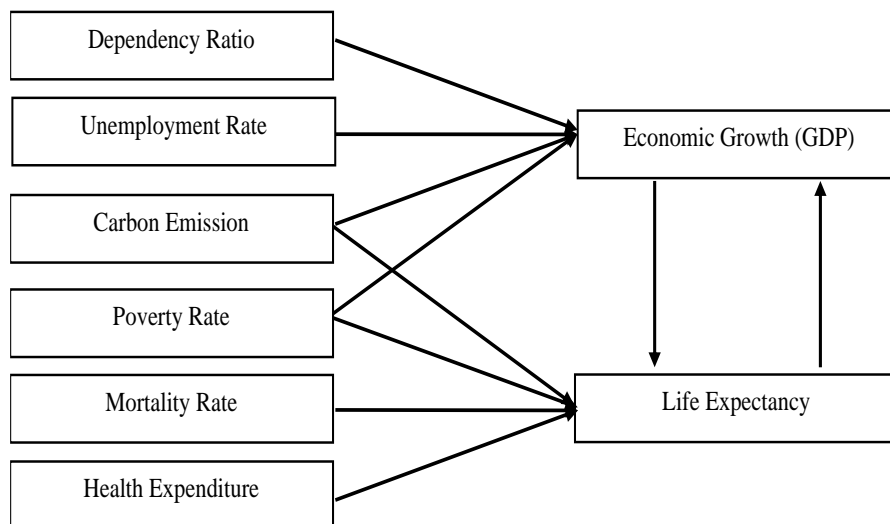 Dependency Ratio
Unemployment Rate
Carbon Emission
Poverty Rate
Mortality Rate
Health Expenditure
Economic Growth (GDP)
Life Expectancy